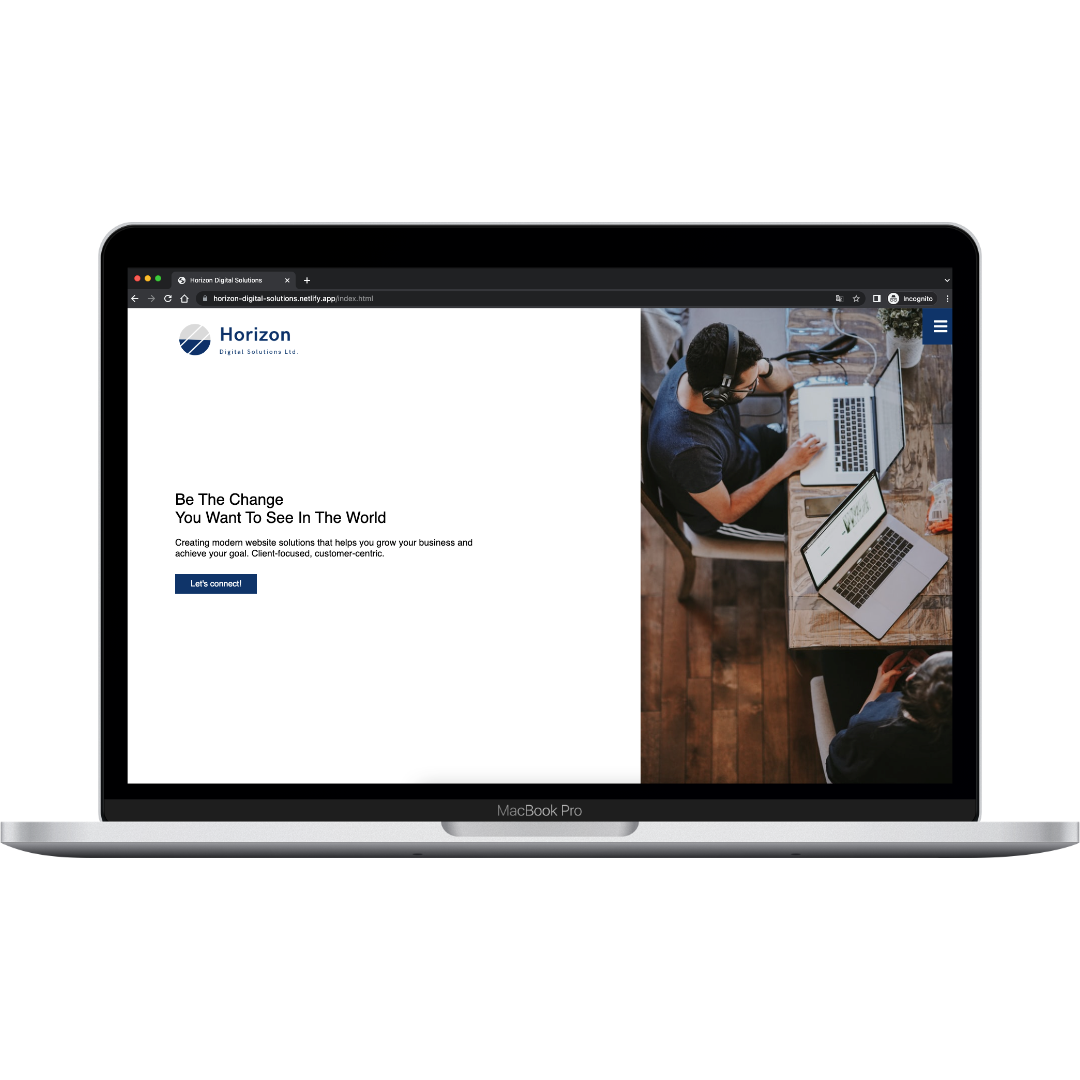 Horizon Digital Solutions
horizon-digital-solutions.netlify.app/index.html
Incognito
Horizon
Digital Solutions Ltd.
Be The Change
You Want To See In The World
Creating modern website solutions that helps you grow your business and
achieve your goal. Client-focused, customer-centric.
Let's connect!
MacBook Pro